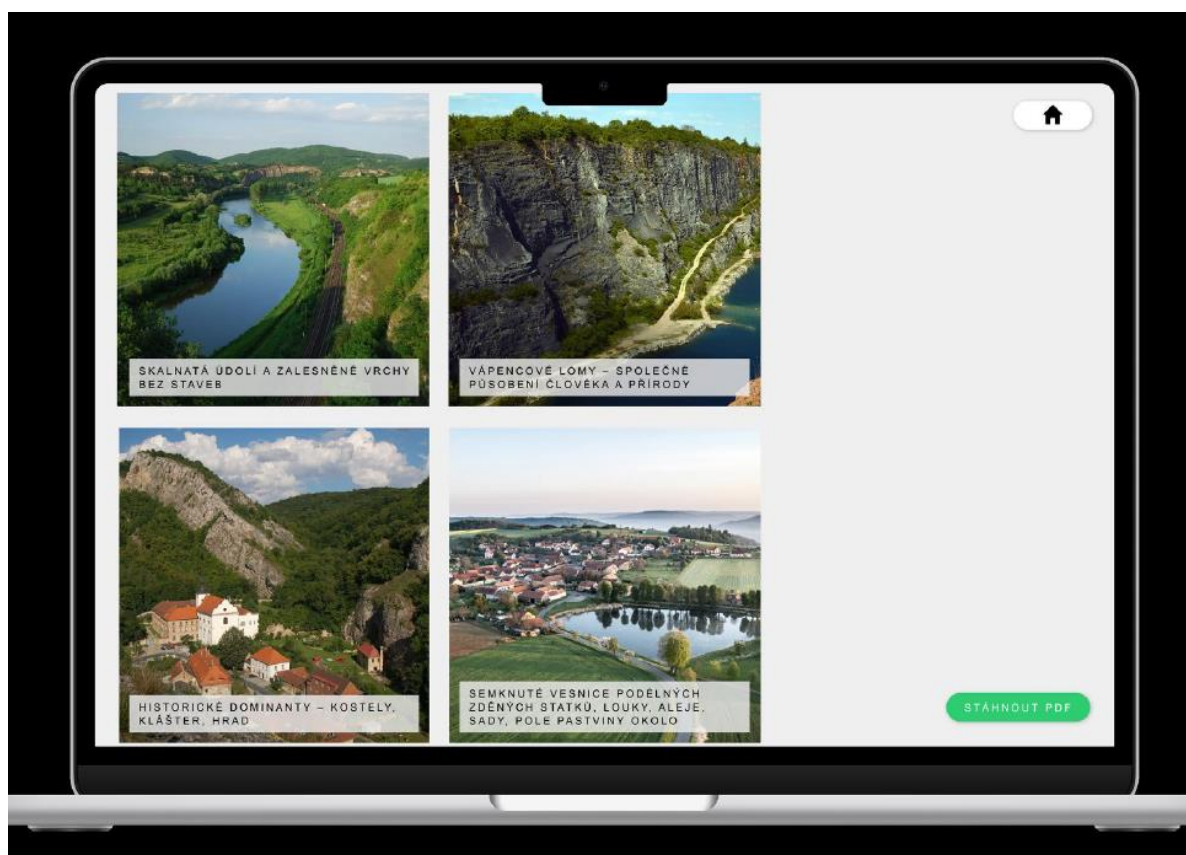 SKALNATÁ ÚDOLÍ A ZALESNĚNÉ VRCHY
BEZ STAVEB
VÁPENCOVÉ LOMY – SPOLEČNÉ
PŮSOBENÍ ČLOVĚKA A PŘÍRODY
HISTORICKÉ DOMINANTY – KOSTELY,
KLÁŠTER, HRAD
SEMKNUTÉ VESNICE PODÉLNÝCH
ZDĚNÝCH STATKŮ, LOUKY, ALEJE,
SADY, POLE PASTVINY OKOLO
STÁHNOUT PDF